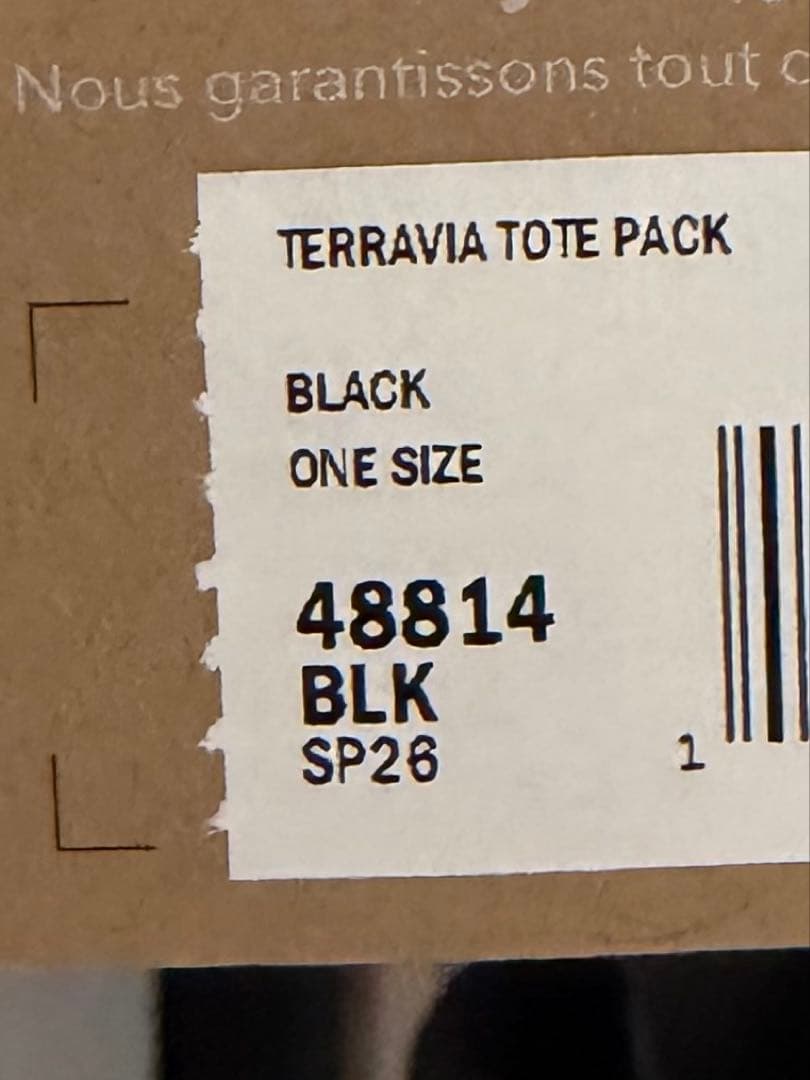 Nous garantissons tout
TERRAVIA TOTE PACK
BLACK
ONE SIZE
48814
BLK
SP26
1